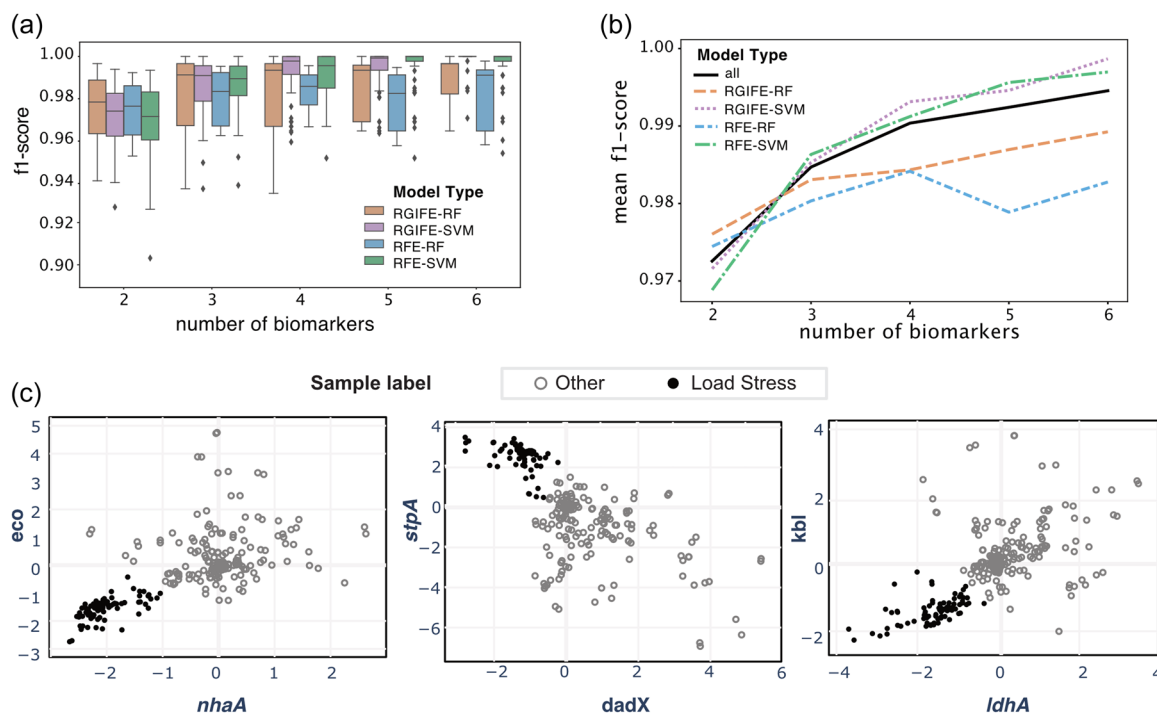 (a)
1.00
0.98
0.96
0.94
0.92
0.90
f1-score
2 3 4 5 6
number of biomarkers
Model Type
RGIFE-RF
RGIFE-SVM
RFE-RF
RFE-SVM
(b)
1.00
0.99
0.98
0.97
mean f1-score
2 3 4 5 6
number of biomarkers
Model Type
all
RGIFE-RF
RGIFE-SVM
RFE-RF
RFE-SVM
Sample label
Other
Load Stress
(c)
5
4
3
2
1
0
−1
−2
−3
eco
−2 −1 0 1 2
nhaA
4
2
0
−2
−4
−6
stpA
−2 0 2 4 6
dadX
4
2
0
−2
kbl
−4 −2 0 2 4
ldhA